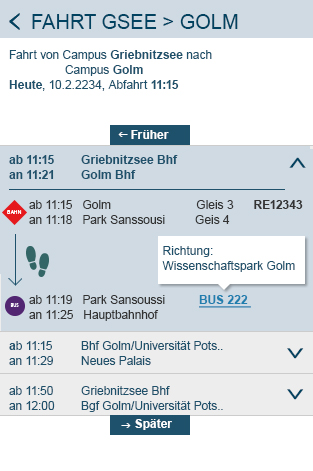 FAHRT GSEE > GOLM
Fahrt von Campus Griebnitzsee nach
Campus Golm
Heute, 10.2.2234, Abfahrt 11:15
← Früher
ab 11:15 Griebnitzsee Bhf
an 11:21 Golm Bhf
BAHN ab 11:15 Golm Gleis 3 RE12343
an 11:18 Park Sanssousi Geis 4
Richtung:
Wissenschaftspark Golm
BUS ab 11:19 Park Sanssoussi BUS 222
an 11:25 Hauptbahnhof
ab 11:15 Bhf Golm/Universität Pots..
an 11:29 Neues Palais
ab 11:50 Griebnitzsee Bhf
an 12:00 Bgf Golm/Universität Pots..
→ Später